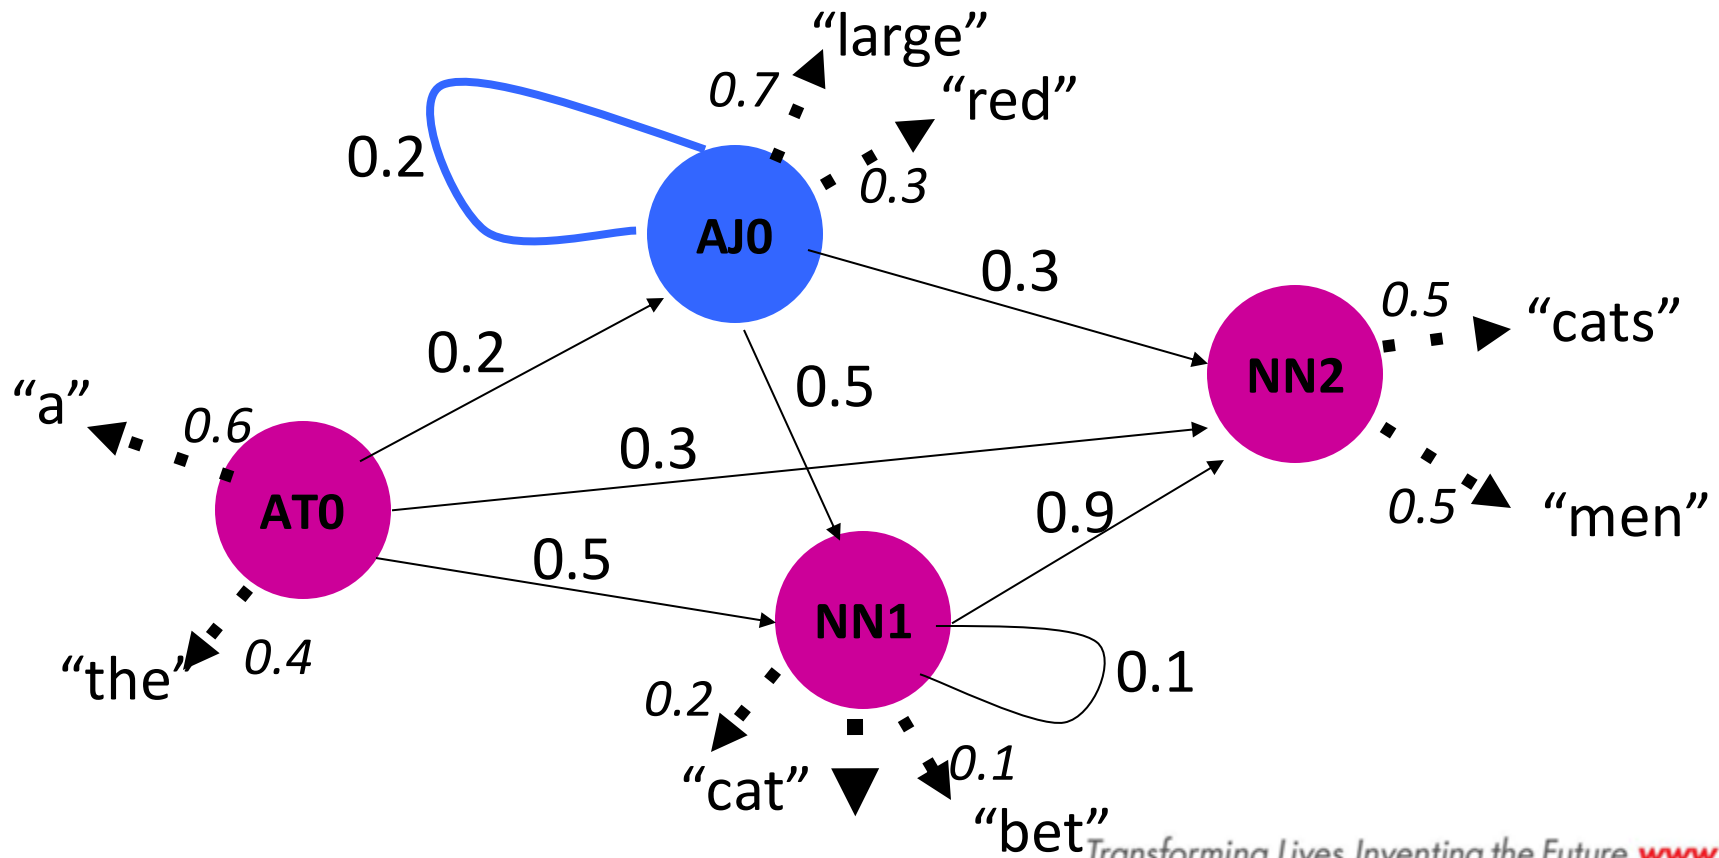 “large”
0.7
“red”
0.2
0.3
AJ0
0.3
0.5
“cats”
0.2
NN2
“a”
0.6
0.5
0.3
AT0
0.9
0.5
“men”
0.5
NN1
“the”
0.4
0.1
0.2
“cat”
0.1
“bet”
Transforming Lives. Inventing the Future. www